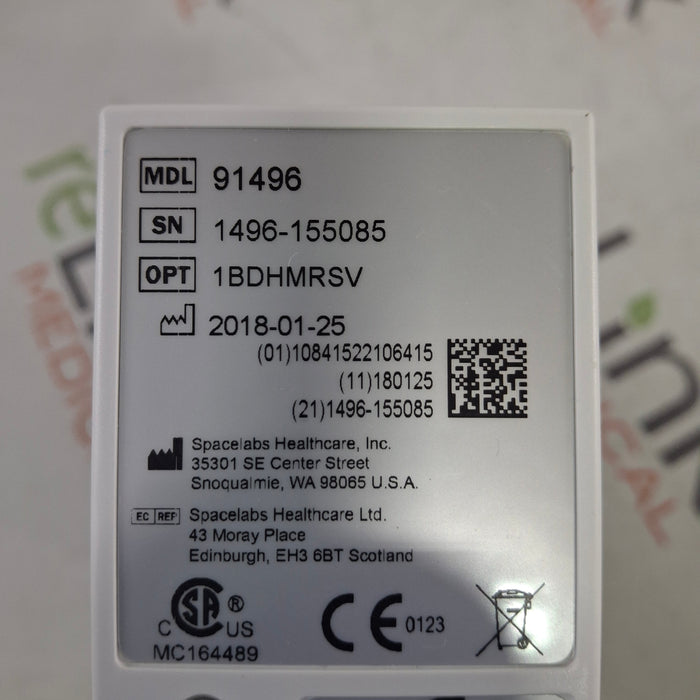 MDL 91496
SN 1496-155085
OPT 1BDHMRSV
2018-01-25
(01)10841522106415
(11)180125
(21)1496-155085
Spacelabs Healthcare, Inc.
35301 SE Center Street
Snoqualmie, WA 98065 U.S.A.
EC REP Spacelabs Healthcare Ltd.
43 Moray Place
Edinburgh, EH3 6BT Scotland
C SA ® US
MC164489
CE 0123